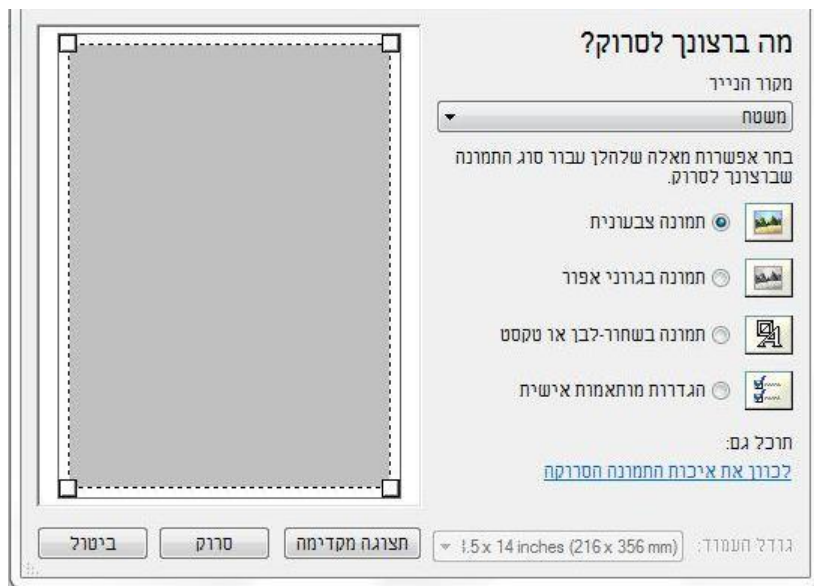 מה ברצונך לסרוק?
מקור הנייר
משטח
בחר אפשרות מאלה שלהלן עבור סוג התמונה
שברצונך לסרוק.
תמונה צבעונית
תמונה בגווני אפור
תמונה בשחור-לבן או טקסט
הגדרות מותאמות אישית
תוכל גם:
לכוונן את איכות התמונה הסרוקה
גודל העמוד: .5 x 14 inches (216 x 356 mm)
תצוגה מקדימה
סרוק
ביטול